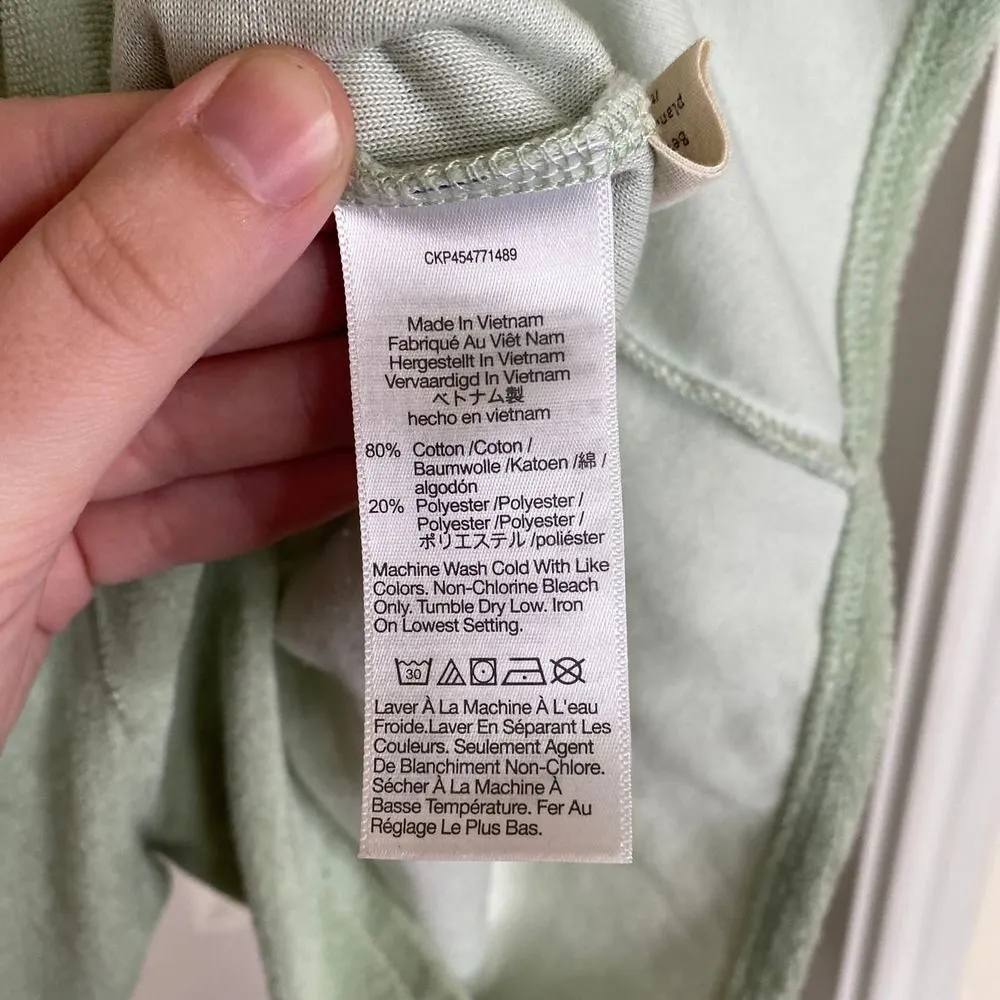 CKP454771489
Made In Vietnam
Fabriqué Au Viêt Nam
Hergestellt In Vietnam
Vervaardigd In Vietnam
ベトナム製
hecho en vietnam
80% Cotton /Coton /
Baumwolle /Katoen /綿 /
algodón
20% Polyester /Polyester /
Polyester /Polyester /
ポリエステル /poliéster
Machine Wash Cold With Like
Colors. Non-Chlorine Bleach
Only. Tumble Dry Low. Iron
On Lowest Setting.
30
Laver À La Machine À L'eau
Froide.Laver En Séparant Les
Couleurs. Seulement Agent
De Blanchiment Non-Chlore.
Sécher À La Machine À
Basse Température. Fer Au
Réglage Le Plus Bas.